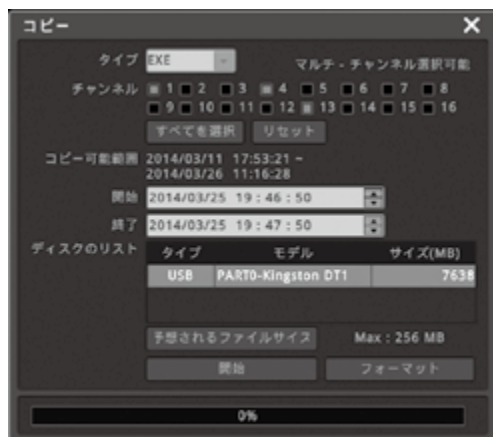 コピー X
タイプ EXE マルチ - チャンネル選択可能
チャンネル 1 2 3 4 5 6 7 8
9 10 11 12 13 14 15 16
すべてを選択 リセット
コピー可能範囲 2014/03/11 17:53:21 ~
2014/03/26 11:16:28
開始 2014/03/25 19 : 46 : 50
終了 2014/03/25 19 : 47 : 50
ディスクのリスト タイプ モデル サイズ(MB)
USB PART0-Kingston DT1 7638
予想されるファイルサイズ Max : 256 MB
開始 フォーマット
0%